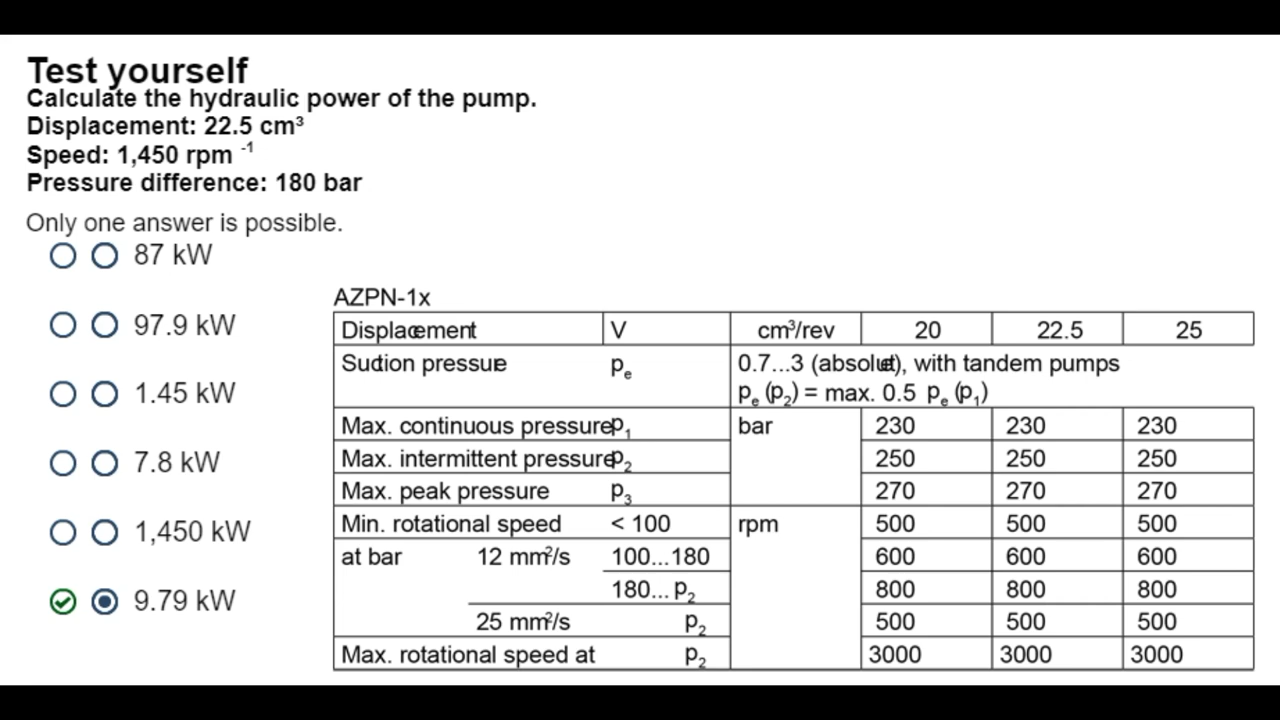 Test yourself
Calculate the hydraulic power of the pump.
Displacement: 22.5 cm³
Speed: 1,450 rpm ⁻¹
Pressure difference: 180 bar
Only one answer is possible.
87 kW
97.9 kW
1.45 kW
7.8 kW
1,450 kW
9.79 kW
AZPN-1x
Displacement V cm³/rev 20 22.5 25
Suction pressure pₑ 0.7...3 (absolut), with tandem pumps
pₑ (p₂) = max. 0.5 pₑ (p₁)
Max. continuous pressure p₁ bar 230 230 230
Max. intermittent pressure p₂ 250 250 250
Max. peak pressure p₃ 270 270 270
Min. rotational speed < 100 rpm 500 500 500
at bar 12 mm²/s 100...180 600 600 600
180... p₂ 800 800 800
25 mm²/s p₂ 500 500 500
Max. rotational speed at p₂ 3000 3000 3000